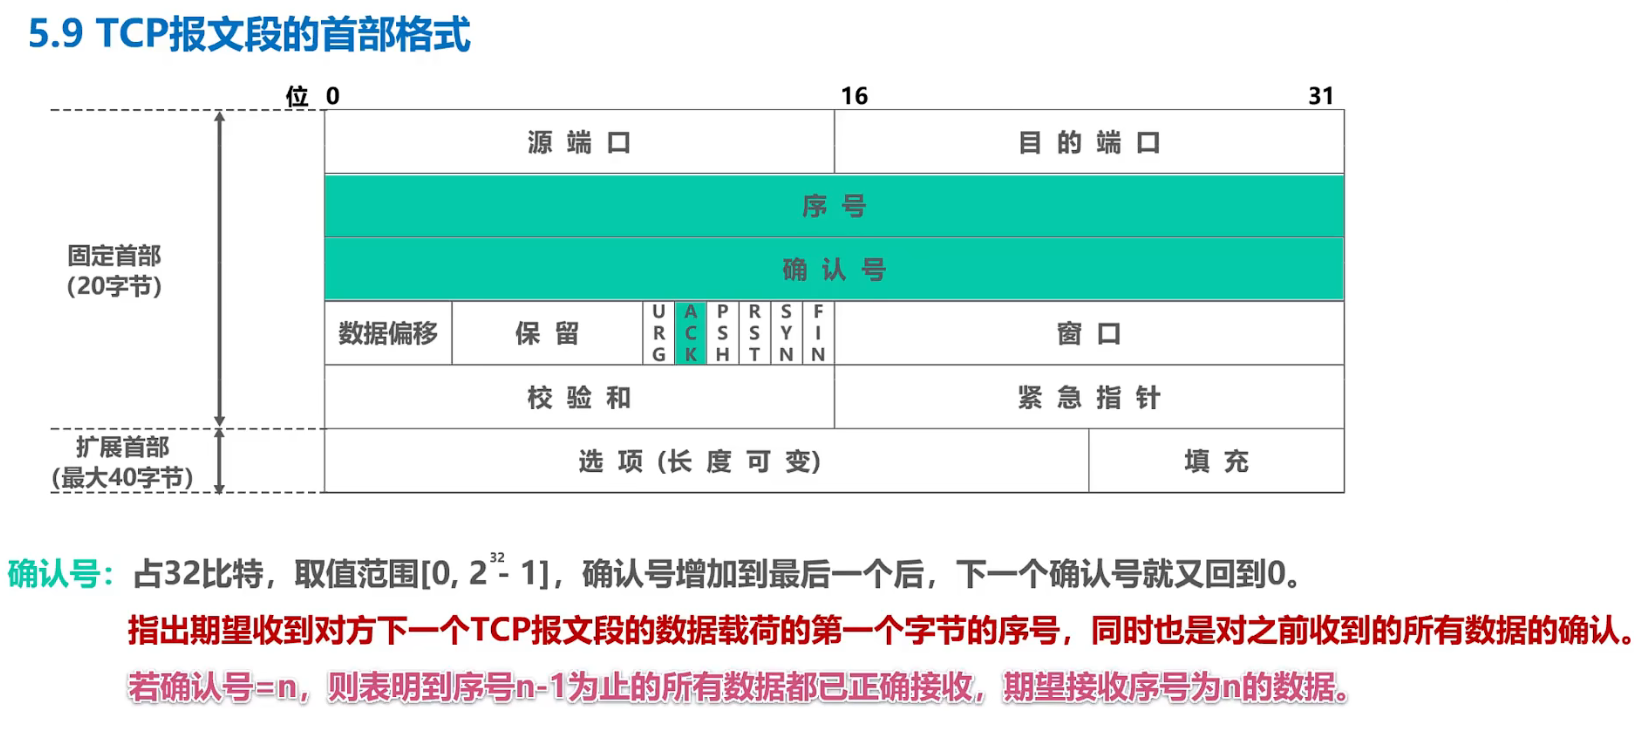 5.9 TCP报文段的首部格式
位 0 16 31
源 端 口 目 的 端 口
序 号
固定首部
(20字节)
确 认 号
数据偏移 保 留 URG ACK PSH RST SYN FIN 窗 口
校 验 和 紧 急 指 针
扩展首部
(最大40字节)
选 项 (长 度 可 变) 填 充
确认号：占32比特，取值范围[0, 2^32 - 1]，确认号增加到最后一个后，下一个确认号就又回到0。
指出期望收到对方下一个TCP报文段的数据载荷的第一个字节的序号，同时也是对之前收到的所有数据的确认。
若确认号=n，则表明到序号n-1为止的所有数据都已正确接收，期望接收序号为n的数据。